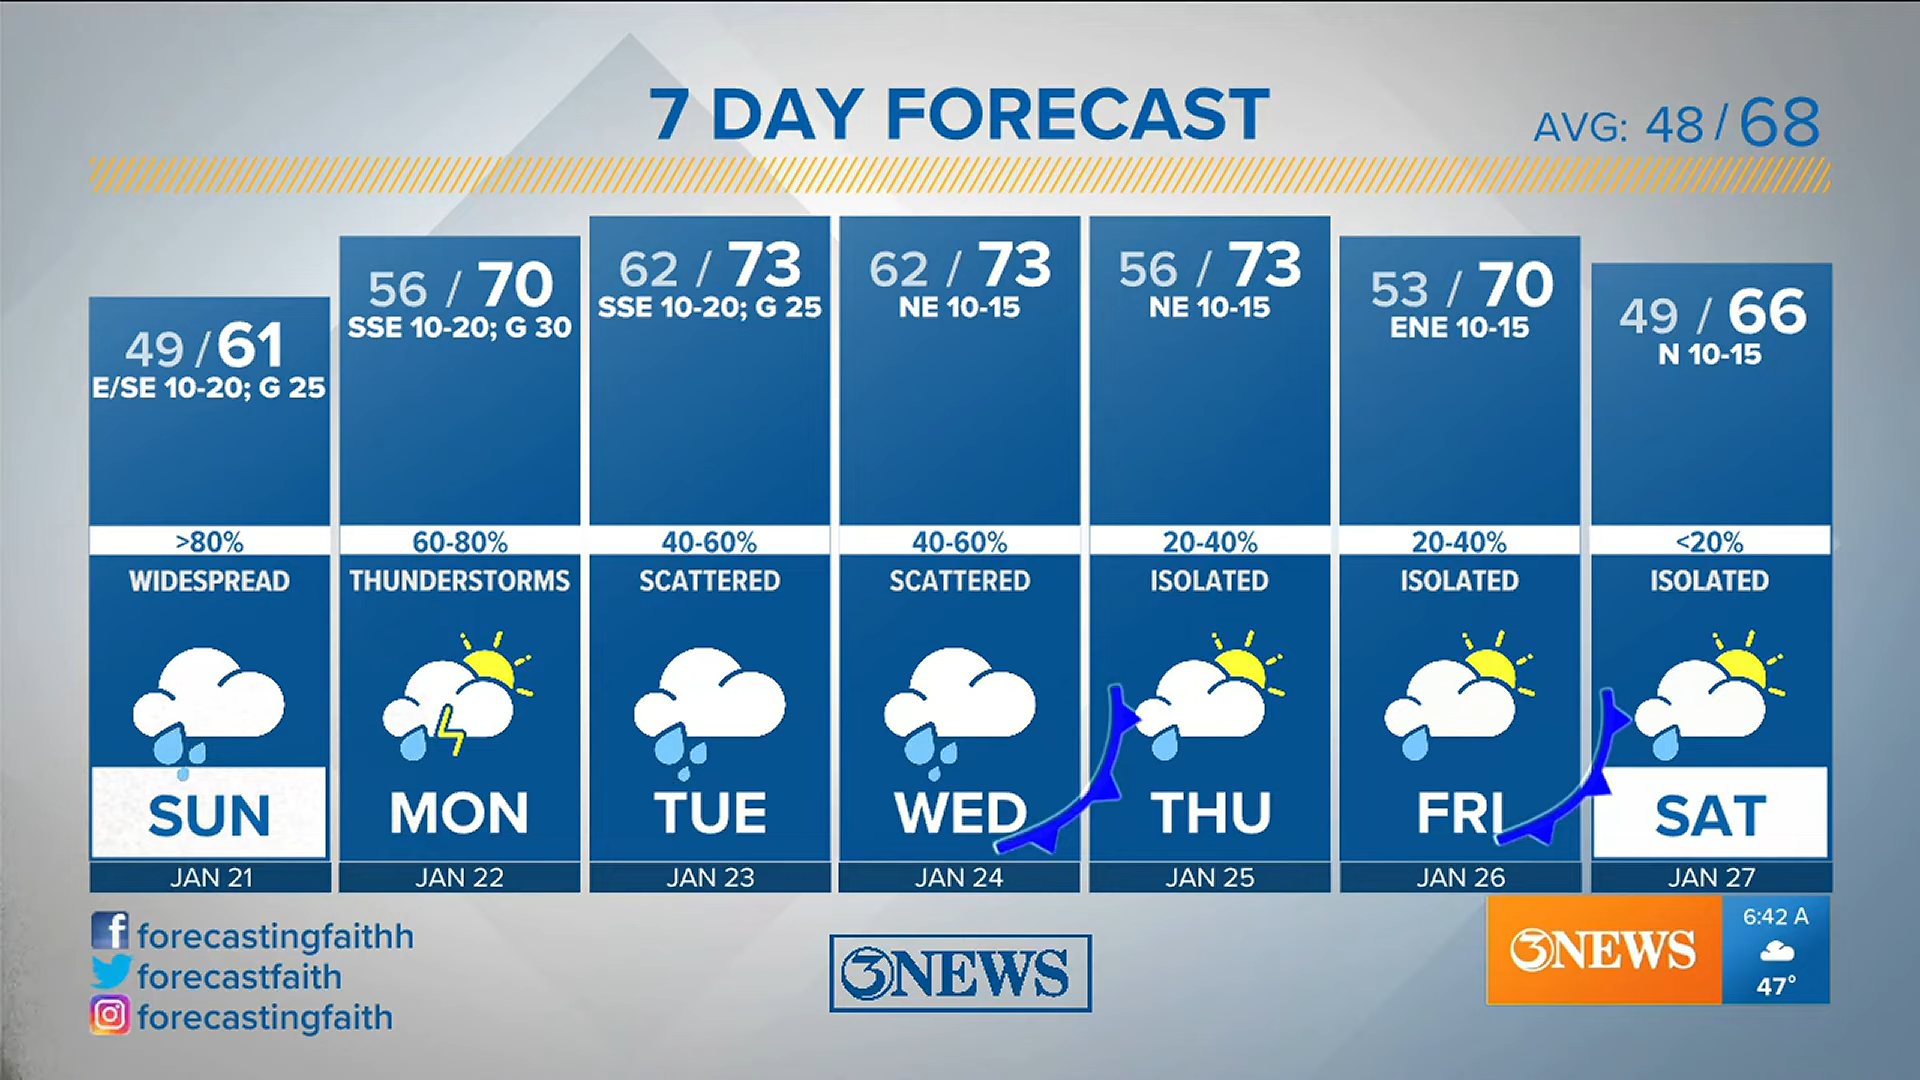 7 DAY FORECAST
AVG: 48 / 68
49 / 61
E/SE 10-20; G 25
>80%
WIDESPREAD
SUN
JAN 21
56 / 70
SSE 10-20; G 30
60-80%
THUNDERSTORMS
MON
JAN 22
62 / 73
SSE 10-20; G 25
40-60%
SCATTERED
TUE
JAN 23
62 / 73
NE 10-15
40-60%
SCATTERED
WED
JAN 24
56 / 73
NE 10-15
20-40%
ISOLATED
THU
JAN 25
53 / 70
ENE 10-15
20-40%
ISOLATED
FRI
JAN 26
49 / 66
N 10-15
<20%
ISOLATED
SAT
JAN 27
f forecastingfaithh
forecastfaith
forecastingfaith
3NEWS
3NEWS
6:42 A
47°